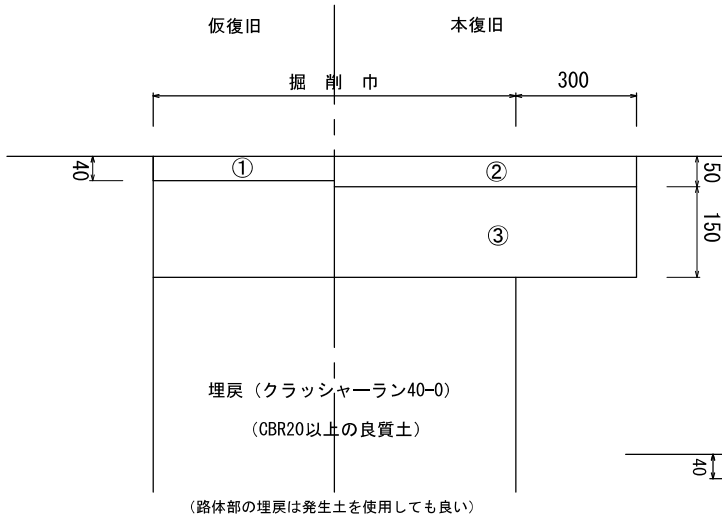 仮復旧
本復旧
掘削巾
300
40
①
②
50
③
150
埋戻（クラッシャーラン40-0）
（CBR20以上の良質土）
40
（路体部の埋戻は発生土を使用しても良い）